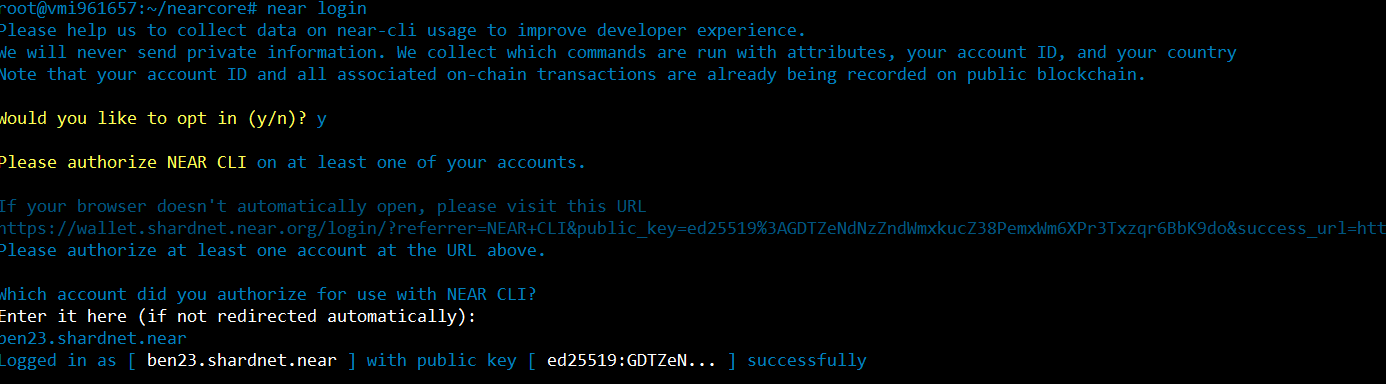 root@vmi961657:~/nearcore# near login
Please help us to collect data on near-cli usage to improve developer experience.
We will never send private information. We collect which commands are run with attributes, your account ID, and your country
Note that your account ID and all associated on-chain transactions are already being recorded on public blockchain.
Would you like to opt in (y/n)? y
Please authorize NEAR CLI on at least one of your accounts.
If your browser doesn't automatically open, please visit this URL
https://wallet.shardnet.near.org/login/?referrer=NEAR+CLI&public_key=ed25519%3AGDTZeNdNzZndWmxkucZ38PemxWm6XPr3Txzqr6BbK9do&success_url=htt
Please authorize at least one account at the URL above.
Which account did you authorize for use with NEAR CLI?
Enter it here (if not redirected automatically):
ben23.shardnet.near
Logged in as [ ben23.shardnet.near ] with public key [ ed25519:GDTZeN... ] successfully